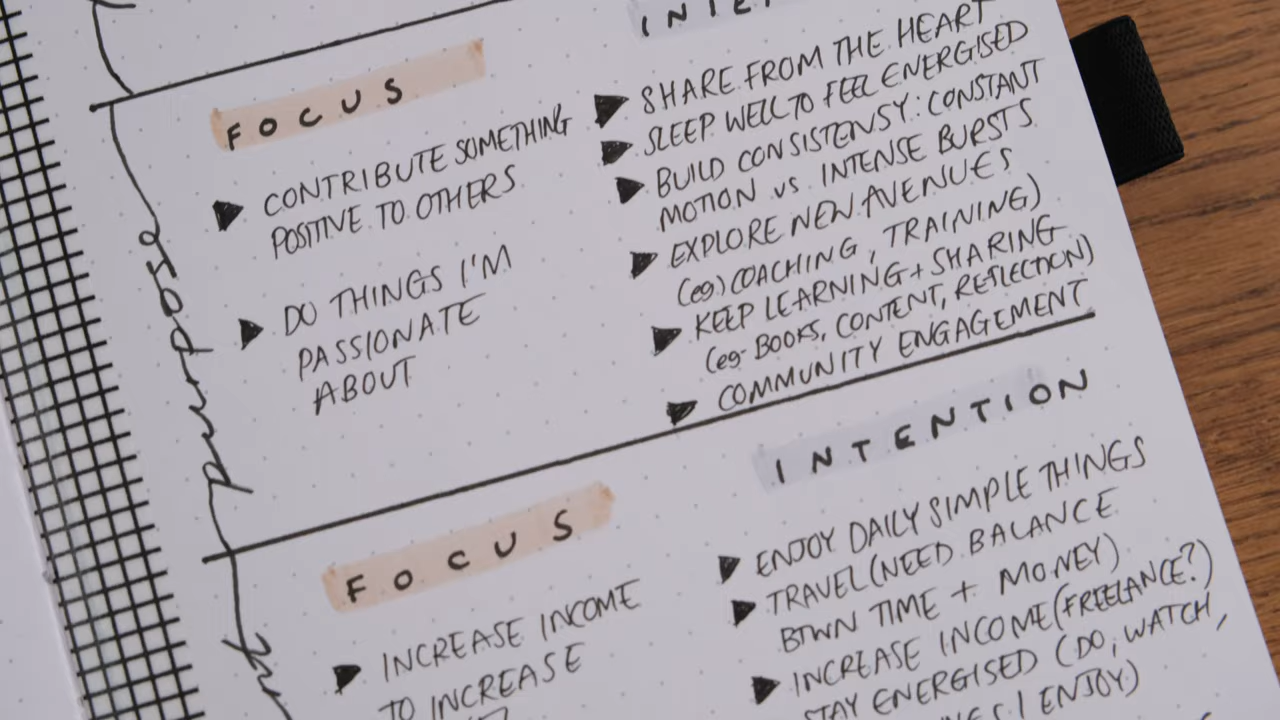 FOCUS
CONTRIBUTE SOMETHING
POSITIVE TO OTHERS
DO THINGS I'M
PASSIONATE
ABOUT
SHARE FROM THE HEART
SLEEP WELL TO FEEL ENERGISED
BUILD CONSISTENSY: CONSTANT
MOTION vs INTENSE BURSTS
EXPLORE NEW AVENUES
(eg) COACHING, TRAINING)
KEEP LEARNING + SHARING
(eg- BOOKS, CONTENT, REFLECTION)
COMMUNITY ENGAGEMENT
purpose
FOCUS
INCREASE INCOME
TO INCREASE
INTENTION
ENJOY DAILY SIMPLE THINGS
TRAVEL (NEED BALANCE
BTWN TIME + MONEY)
INCREASE INCOME (FREELANCE?)
STAY ENERGISED (DO, WATCH,
I ENJOY)